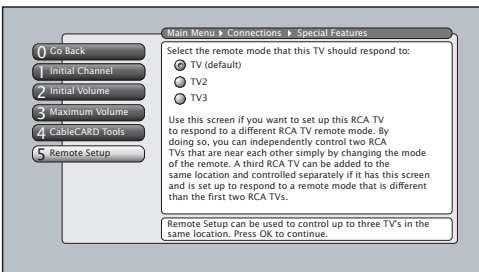 Main Menu ▶ Connections ▶ Special Features
0 Go Back
1 Initial Channel
2 Initial Volume
3 Maximum Volume
4 CableCARD Tools
5 Remote Setup
Select the remote mode that this TV should respond to:
TV (default)
TV2
TV3
Use this screen if you want to set up this RCA TV
to respond to a different RCA TV remote mode. By
doing so, you can independently control two RCA
TVs that are near each other simply by changing the mode
of the remote. A third RCA TV can be added to the
same location and controlled separately if it has this screen
and is set up to respond to a remote mode that is different
than the first two RCA TVs.
Remote Setup can be used to control up to three TV's in the
same location. Press OK to continue.